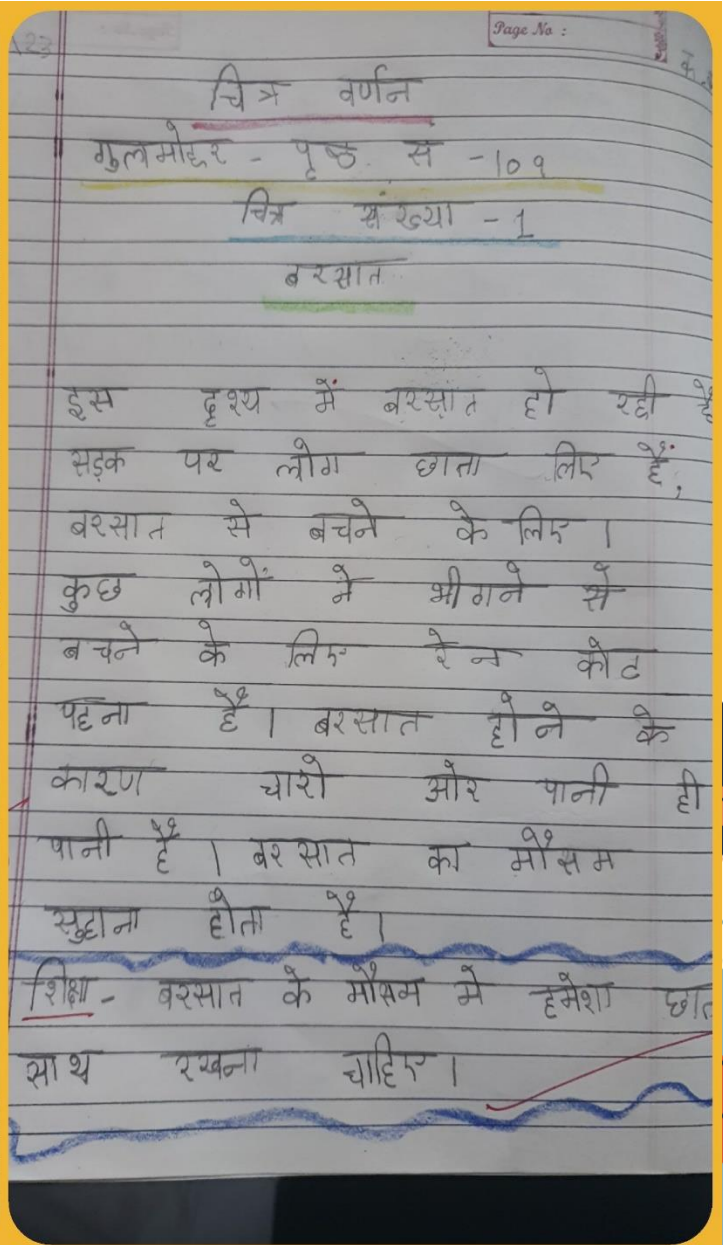 Page No :
चित्र वर्णन
गुलमोहर - पृष्ठ. सं - 109
चित्र संख्या - 1
बरसात
इस दृश्य में बरसात हो रही है
सड़क पर लोग छाता लिए हैं,
बरसात से बचने के लिए ।
कुछ लोगों ने भीगने से
बचने के लिए रेन कोट
पहना है । बरसात होने के
कारण चारो ओर पानी ही
पानी है । बरसात का मौसम
सुहाना होता है ।
शिक्षा - बरसात के मौसम मे हमेशा छात
साथ रखना चाहिए ।